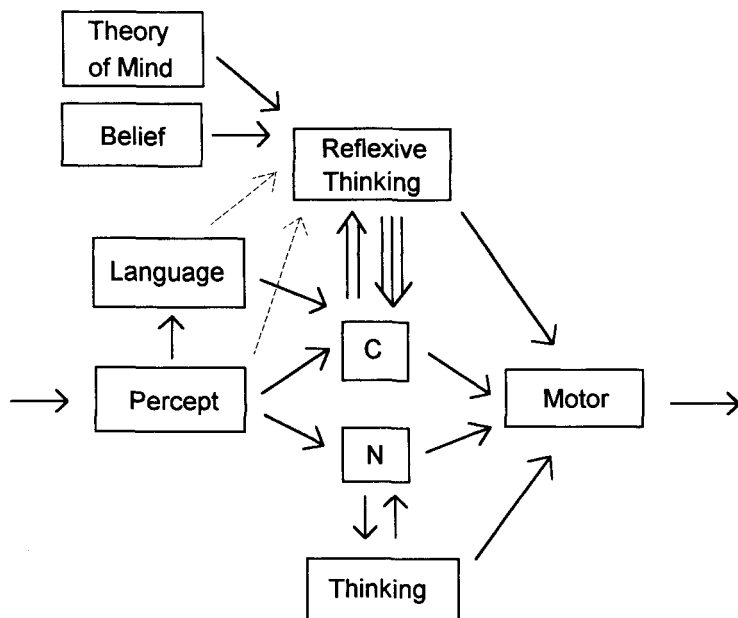 Theory
of Mind
Belief
Reflexive
Thinking
Language
C
Percept
Motor
N
Thinking